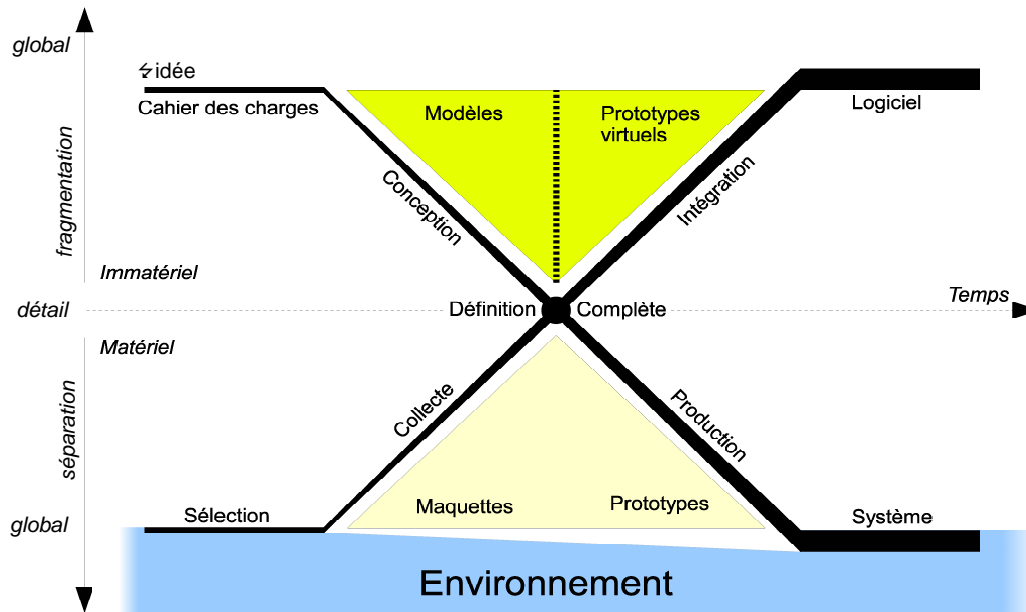 global
idée
Cahier des charges
Modèles
Prototypes
virtuels
Logiciel
fragmentation
Conception
Intégration
Immatériel
détail
Définition
Complète
Temps
Matériel
séparation
Collecte
Production
Maquettes
Prototypes
global
Sélection
Système
Environnement